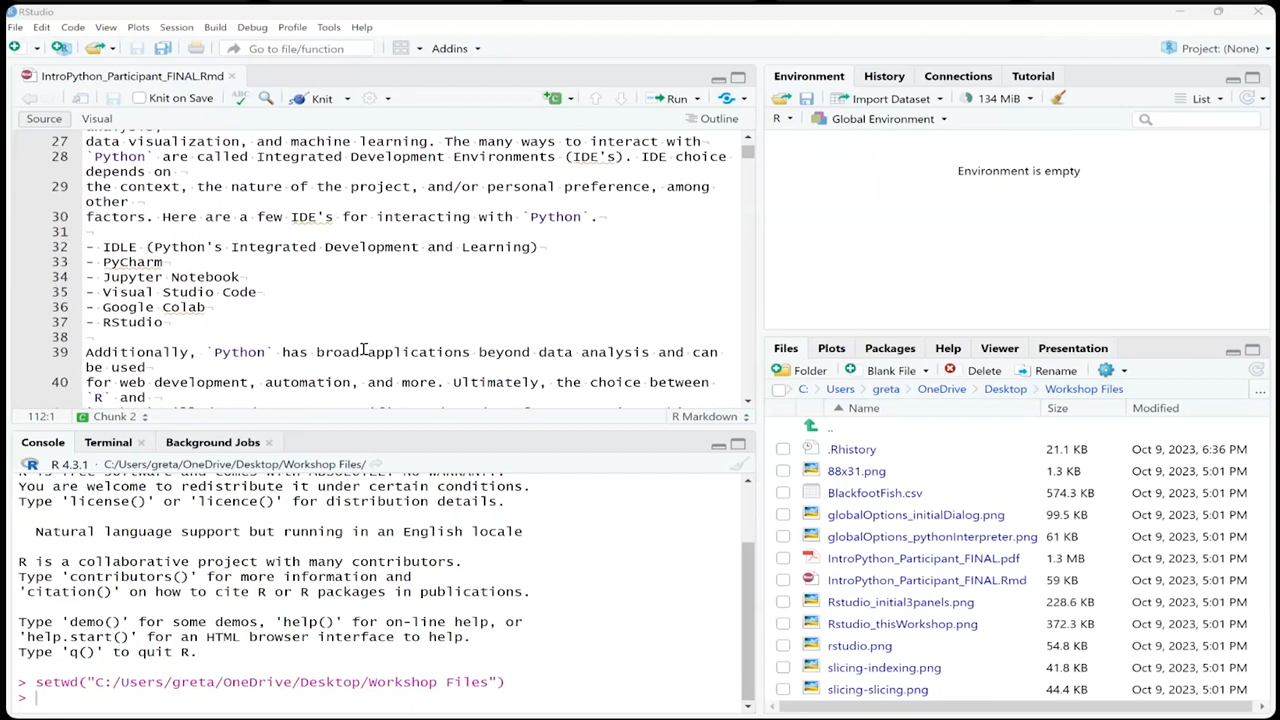 RStudio
File Edit Code View Plots Session Build Debug Profile Tools Help
Go to file/function Addins Project: (None)
IntroPython_Participant_FINAL.Rmd
Knit on Save Knit Run
Source Visual Outline
27 data visualization, and machine learning. The many ways to interact with
28 `Python` are called Integrated Development Environments (IDE's). IDE choice
depends on
29 the context, the nature of the project, and/or personal preference, among
other
30 factors. Here are a few IDE's for interacting with `Python`.
31
32 - IDLE (Python's Integrated Development and Learning)
33 - PyCharm
34 - Jupyter Notebook
35 - Visual Studio Code
36 - Google Colab
37 - RStudio
38
39 Additionally, `Python` has broad applications beyond data analysis and can
be used
40 for web development, automation, and more. Ultimately, the choice between
`R` and
112:1 Chunk 2 R Markdown
Console Terminal Background Jobs
R 4.3.1 · C:/Users/greta/OneDrive/Desktop/Workshop Files/
You are welcome to redistribute it under certain conditions.
Type 'license()' or 'licence()' for distribution details.
Natural language support but running in an English locale
R is a collaborative project with many contributors.
Type 'contributors()' for more information and
'citation()' on how to cite R or R packages in publications.
Type 'demo()' for some demos, 'help()' for on-line help, or
'help.start()' for an HTML browser interface to help.
Type 'q()' to quit R.
> setwd("C:/Users/greta/OneDrive/Desktop/Workshop Files")
>
Environment History Connections Tutorial
Import Dataset 134 MiB List
R Global Environment
Environment is empty
Files Plots Packages Help Viewer Presentation
Folder Blank File Delete Rename
C: Users greta OneDrive Desktop Workshop Files ...
Name Size Modified
..
.Rhistory 21.1 KB Oct 9, 2023, 6:36 PM
88x31.png 1.3 KB Oct 9, 2023, 5:01 PM
BlackfootFish.csv 574.3 KB Oct 9, 2023, 5:01 PM
globalOptions_initialDialog.png 99.5 KB Oct 9, 2023, 5:01 PM
globalOptions_pythonInterpreter.png 61 KB Oct 9, 2023, 5:01 PM
IntroPython_Participant_FINAL.pdf 1.3 MB Oct 9, 2023, 5:01 PM
IntroPython_Participant_FINAL.Rmd 59 KB Oct 9, 2023, 5:01 PM
Rstudio_initial3panels.png 228.6 KB Oct 9, 2023, 5:01 PM
Rstudio_thisWorkshop.png 372.3 KB Oct 9, 2023, 5:01 PM
rstudio.png 54.8 KB Oct 9, 2023, 5:01 PM
slicing-indexing.png 41.8 KB Oct 9, 2023, 5:01 PM
slicing-slicing.png 44.4 KB Oct 9, 2023, 5:01 PM